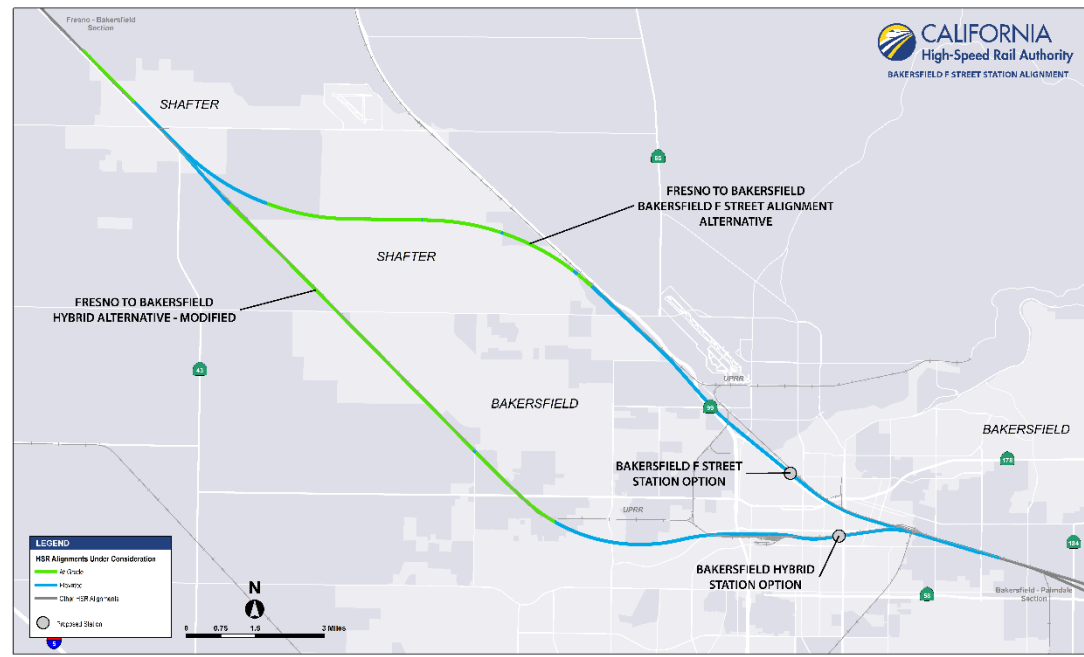 Fresno - Bakersfield
Section
CALIFORNIA
High-Speed Rail Authority
BAKERSFIELD F STREET STATION ALIGNMENT
SHAFTER
65
FRESNO TO BAKERSFIELD
BAKERSFIELD F STREET ALIGNMENT
ALTERNATIVE
SHAFTER
FRESNO TO BAKERSFIELD
HYBRID ALTERNATIVE - MODIFIED
43
UPRR
99
BAKERSFIELD
BAKERSFIELD
178
BAKERSFIELD F STREET
STATION OPTION
UPRR
184
BAKERSFIELD HYBRID
STATION OPTION
58
Bakersfield - Palmdale
Section
LEGEND
HSR Alignments Under Consideration
At Grade
Elevated
Other HSR Alignments
Proposed Station
N
0 0.75 1.5 3 Miles
5